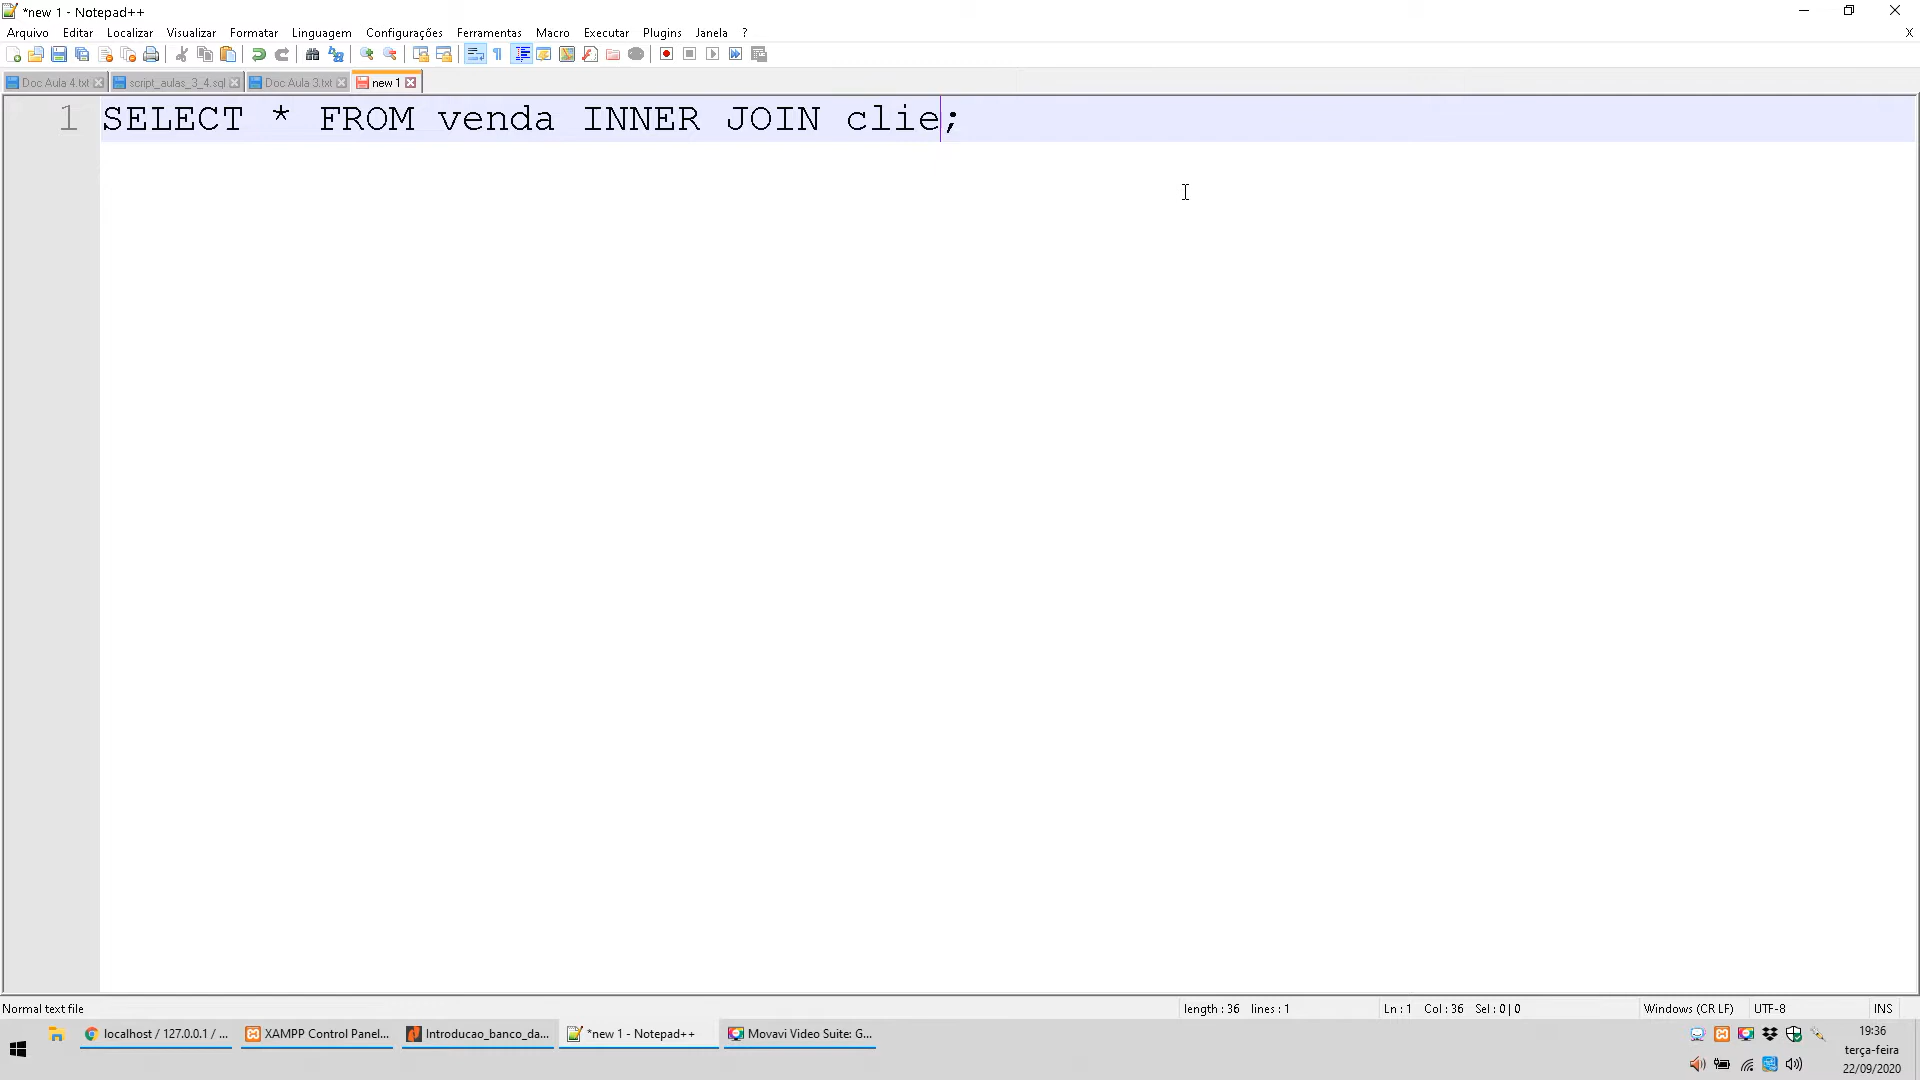 *new 1 - Notepad++
Arquivo Editar Localizar Visualizar Formatar Linguagem Configurações Ferramentas Macro Executar Plugins Janela ? X
Doc Aula 4.txt script_aulas_3_4.sql Doc Aula 3.txt new 1
1 SELECT * FROM venda INNER JOIN clie;
Normal text file length : 36 lines : 1 Ln : 1 Col : 36 Sel : 0 | 0 Windows (CR LF) UTF-8 INS
localhost / 127.0.0.1 / ... XAMPP Control Panel... Introducao_banco_da... *new 1 - Notepad++ Movavi Video Suite: G...
19:36
terça-feira
22/09/2020